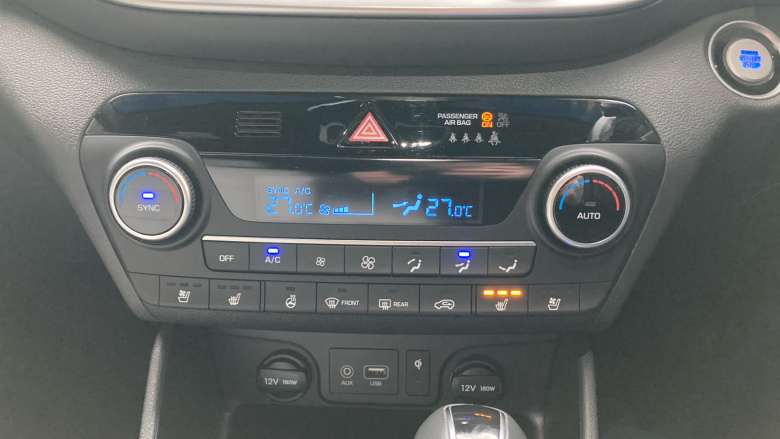 PASSENGER
AIR BAG
ON
OFF
SYNC A/C
27.0°C
27.0°C
SYNC
AUTO
OFF
A/C
FRONT
REAR
12V 180W
AUX
USB
12V 180W